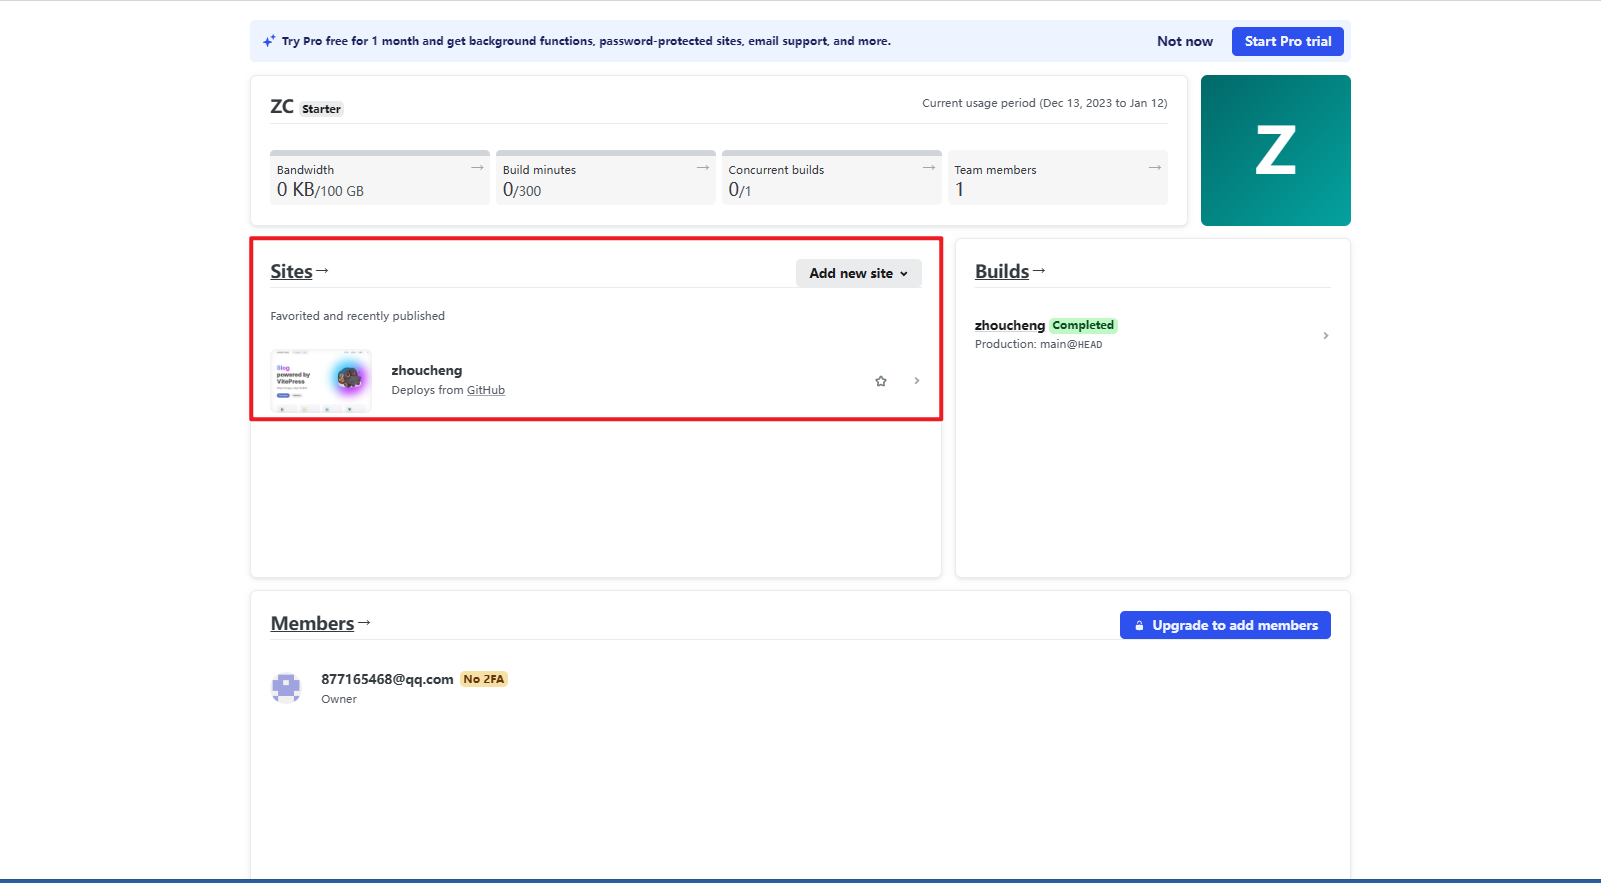 Try Pro free for 1 month and get background functions, password-protected sites, email support, and more.
Not now
Start Pro trial
ZC Starter
Current usage period (Dec 13, 2023 to Jan 12)
Z
Bandwidth →
0 KB/100 GB
Build minutes →
0/300
Concurrent builds →
0/1
Team members →
1
Sites →
Add new site
Favorited and recently published
Blog
powered by
VitePress
zhoucheng
Deploys from GitHub
Builds →
zhoucheng Completed
Production: main@HEAD
Members →
Upgrade to add members
877165468@qq.com No 2FA
Owner